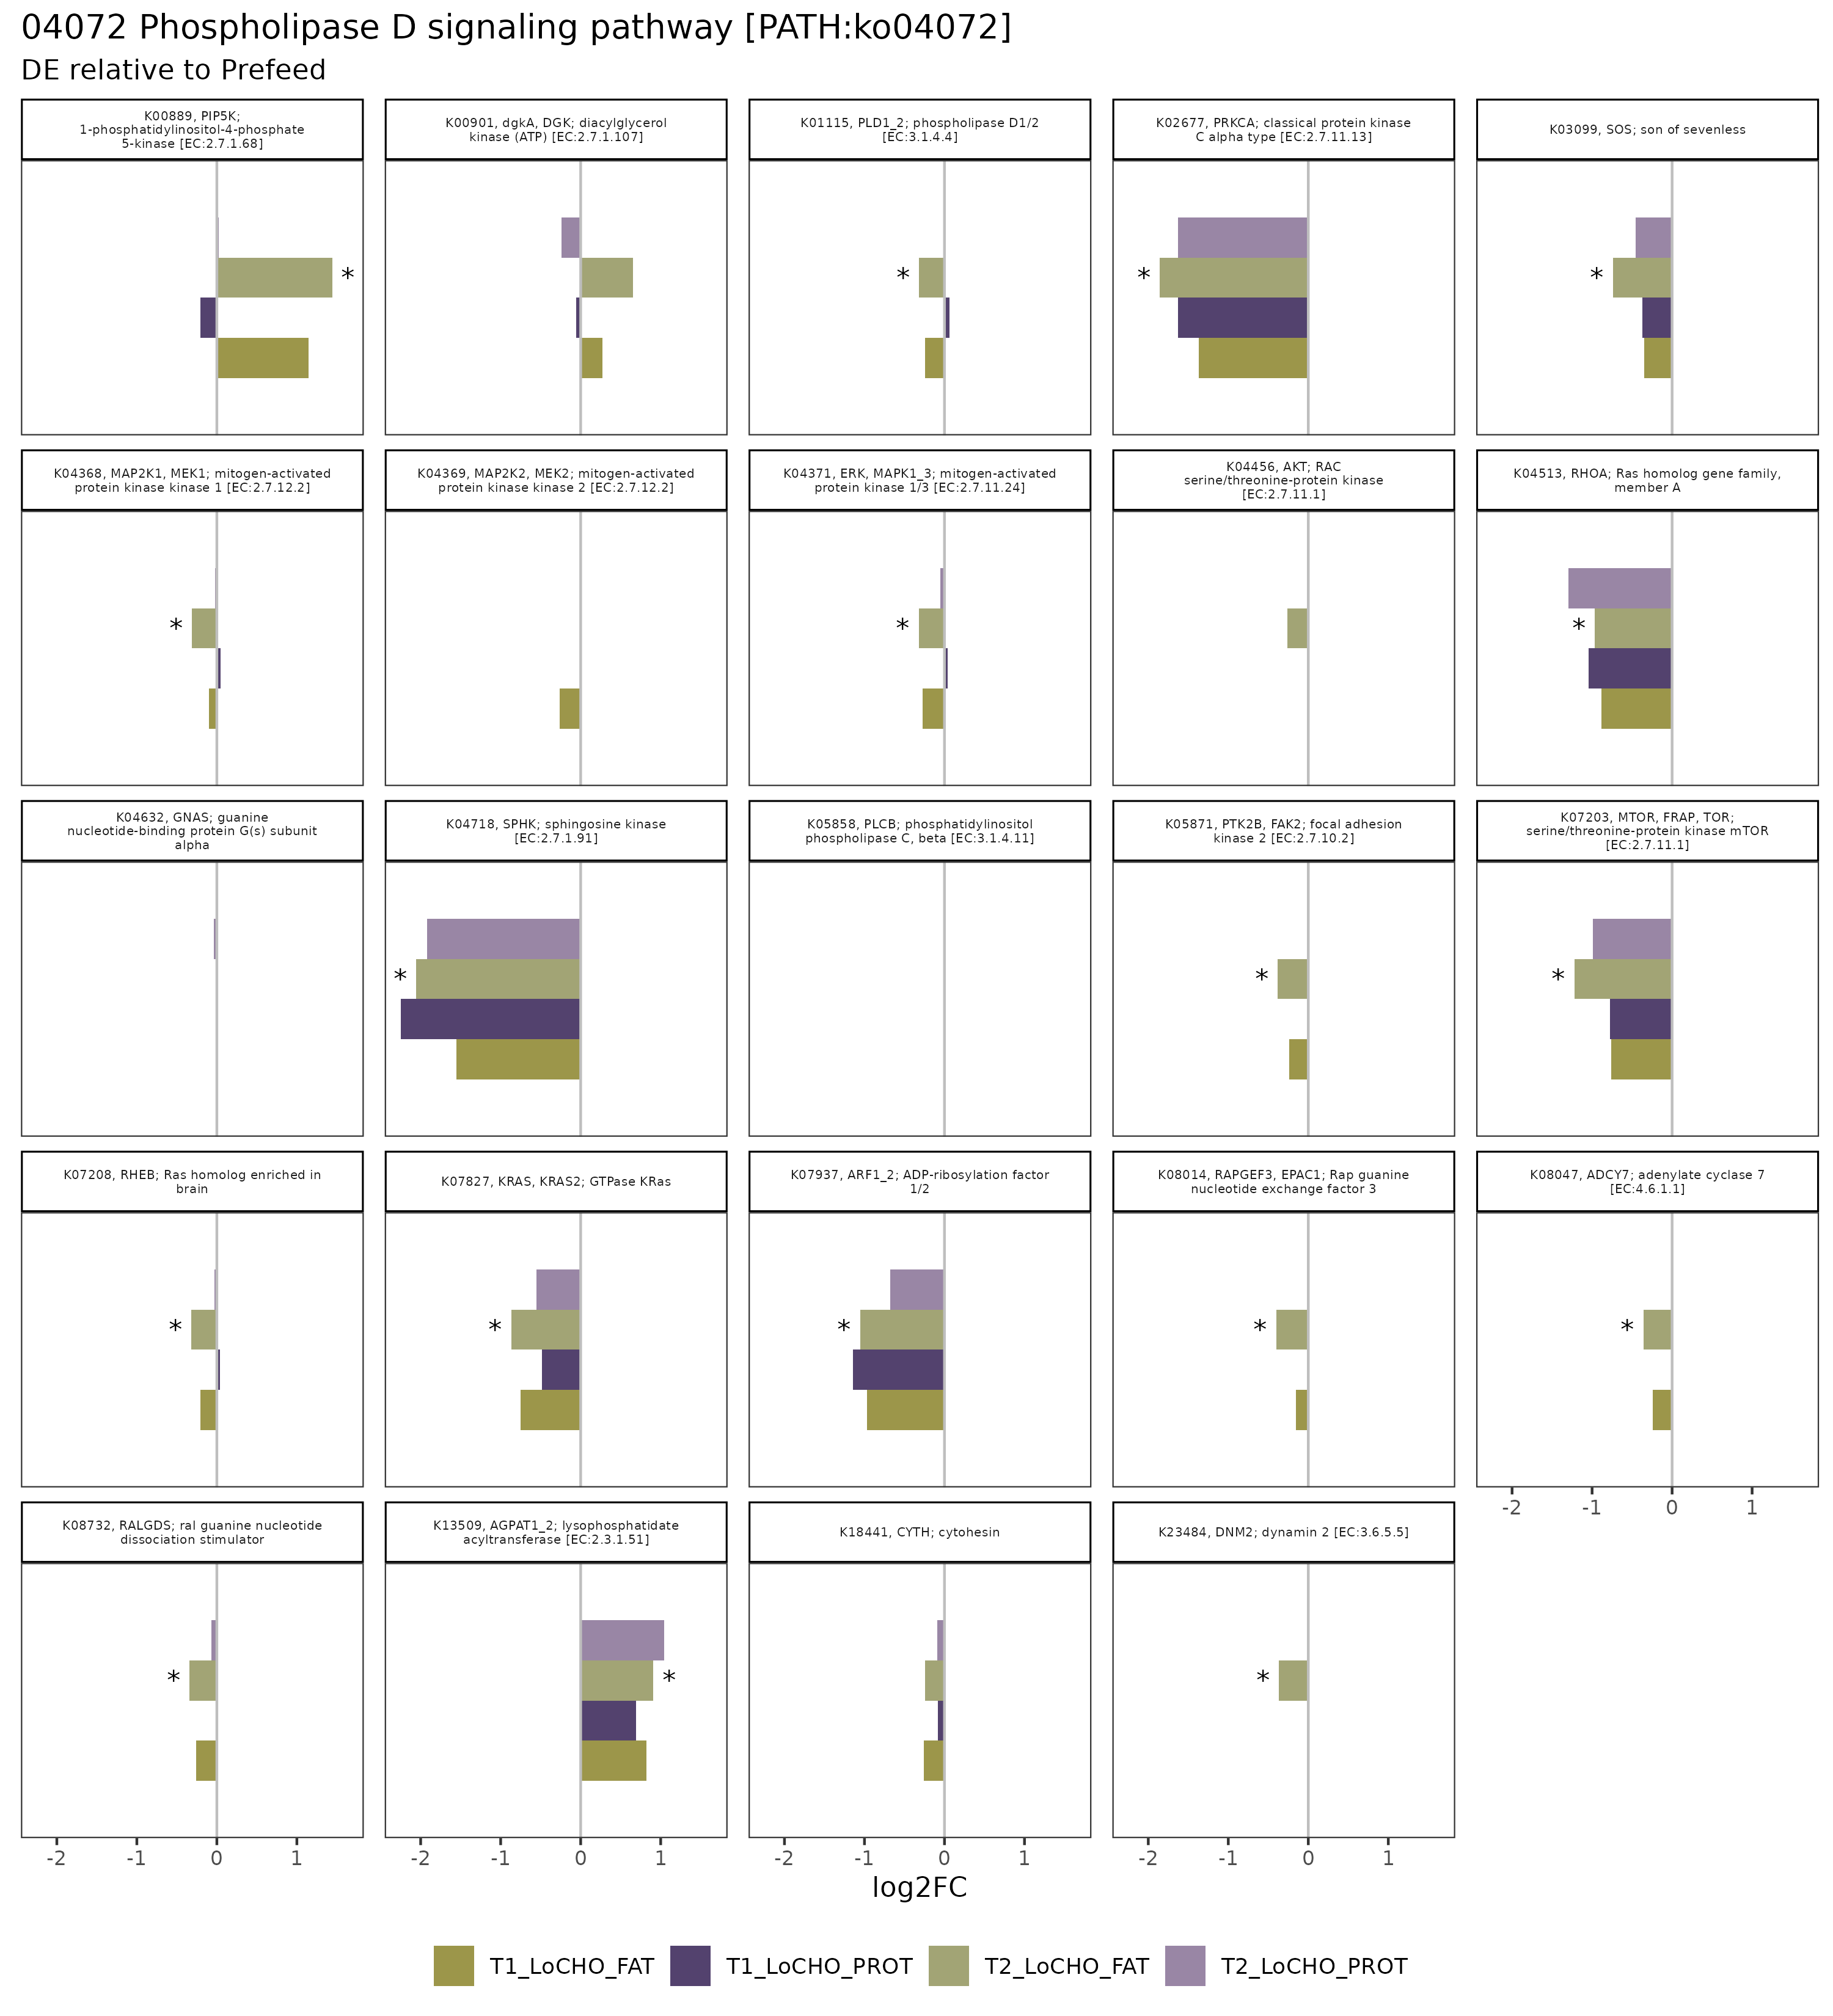 04072 Phospholipase D signaling pathway [PATH:ko04072]
DE relative to Prefeed
K00889, PIP5K;
1-phosphatidylinositol-4-phosphate
5-kinase [EC:2.7.1.68]
K00901, dgkA, DGK; diacylglycerol
kinase (ATP) [EC:2.7.1.107]
K01115, PLD1_2; phospholipase D1/2
[EC:3.1.4.4]
K02677, PRKCA; classical protein kinase
C alpha type [EC:2.7.11.13]
K03099, SOS; son of sevenless
*
*
*
*
K04368, MAP2K1, MEK1; mitogen-activated
protein kinase kinase 1 [EC:2.7.12.2]
K04369, MAP2K2, MEK2; mitogen-activated
protein kinase kinase 2 [EC:2.7.12.2]
K04371, ERK, MAPK1_3; mitogen-activated
protein kinase 1/3 [EC:2.7.11.24]
K04456, AKT; RAC
serine/threonine-protein kinase
[EC:2.7.11.1]
K04513, RHOA; Ras homolog gene family,
member A
*
*
*
K04632, GNAS; guanine
nucleotide-binding protein G(s) subunit
alpha
K04718, SPHK; sphingosine kinase
[EC:2.7.1.91]
K05858, PLCB; phosphatidylinositol
phospholipase C, beta [EC:3.1.4.11]
K05871, PTK2B, FAK2; focal adhesion
kinase 2 [EC:2.7.10.2]
K07203, MTOR, FRAP, TOR;
serine/threonine-protein kinase mTOR
[EC:2.7.11.1]
*
*
*
K07208, RHEB; Ras homolog enriched in
brain
K07827, KRAS, KRAS2; GTPase KRas
K07937, ARF1_2; ADP-ribosylation factor
1/2
K08014, RAPGEF3, EPAC1; Rap guanine
nucleotide exchange factor 3
K08047, ADCY7; adenylate cyclase 7
[EC:4.6.1.1]
*
*
*
*
*
-2 -1 0 1
K08732, RALGDS; ral guanine nucleotide
dissociation stimulator
K13509, AGPAT1_2; lysophosphatidate
acyltransferase [EC:2.3.1.51]
K18441, CYTH; cytohesin
K23484, DNM2; dynamin 2 [EC:3.6.5.5]
*
*
*
-2 -1 0 1
-2 -1 0 1
-2 -1 0 1
-2 -1 0 1
log2FC
T1_LoCHO_FAT
T1_LoCHO_PROT
T2_LoCHO_FAT
T2_LoCHO_PROT